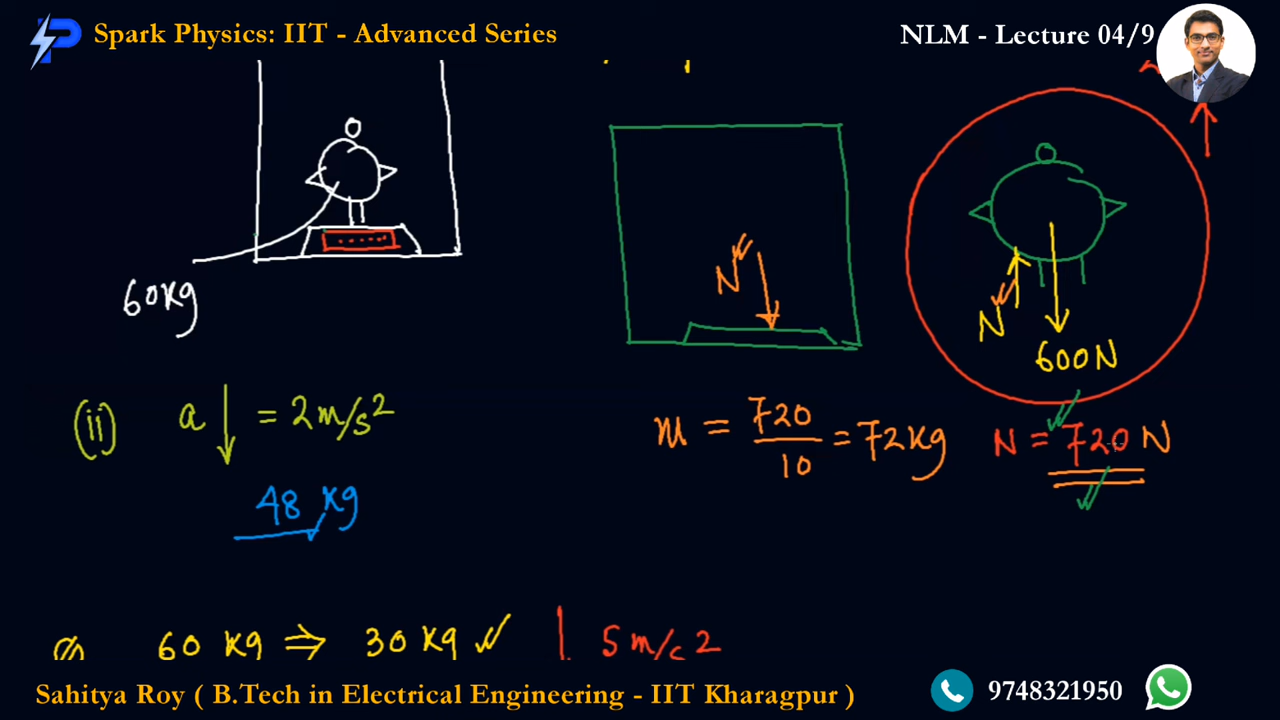 Spark Physics: IIT - Advanced Series
NLM - Lecture 04/9
60kg
N
N
600N
(ii) a ↓ = 2m/s2
m = 720/10 = 72kg
N = 720 N
48 kg
60 kg ⇒ 30 kg
5 m/s2
Sahitya Roy ( B.Tech in Electrical Engineering - IIT Kharagpur )
9748321950